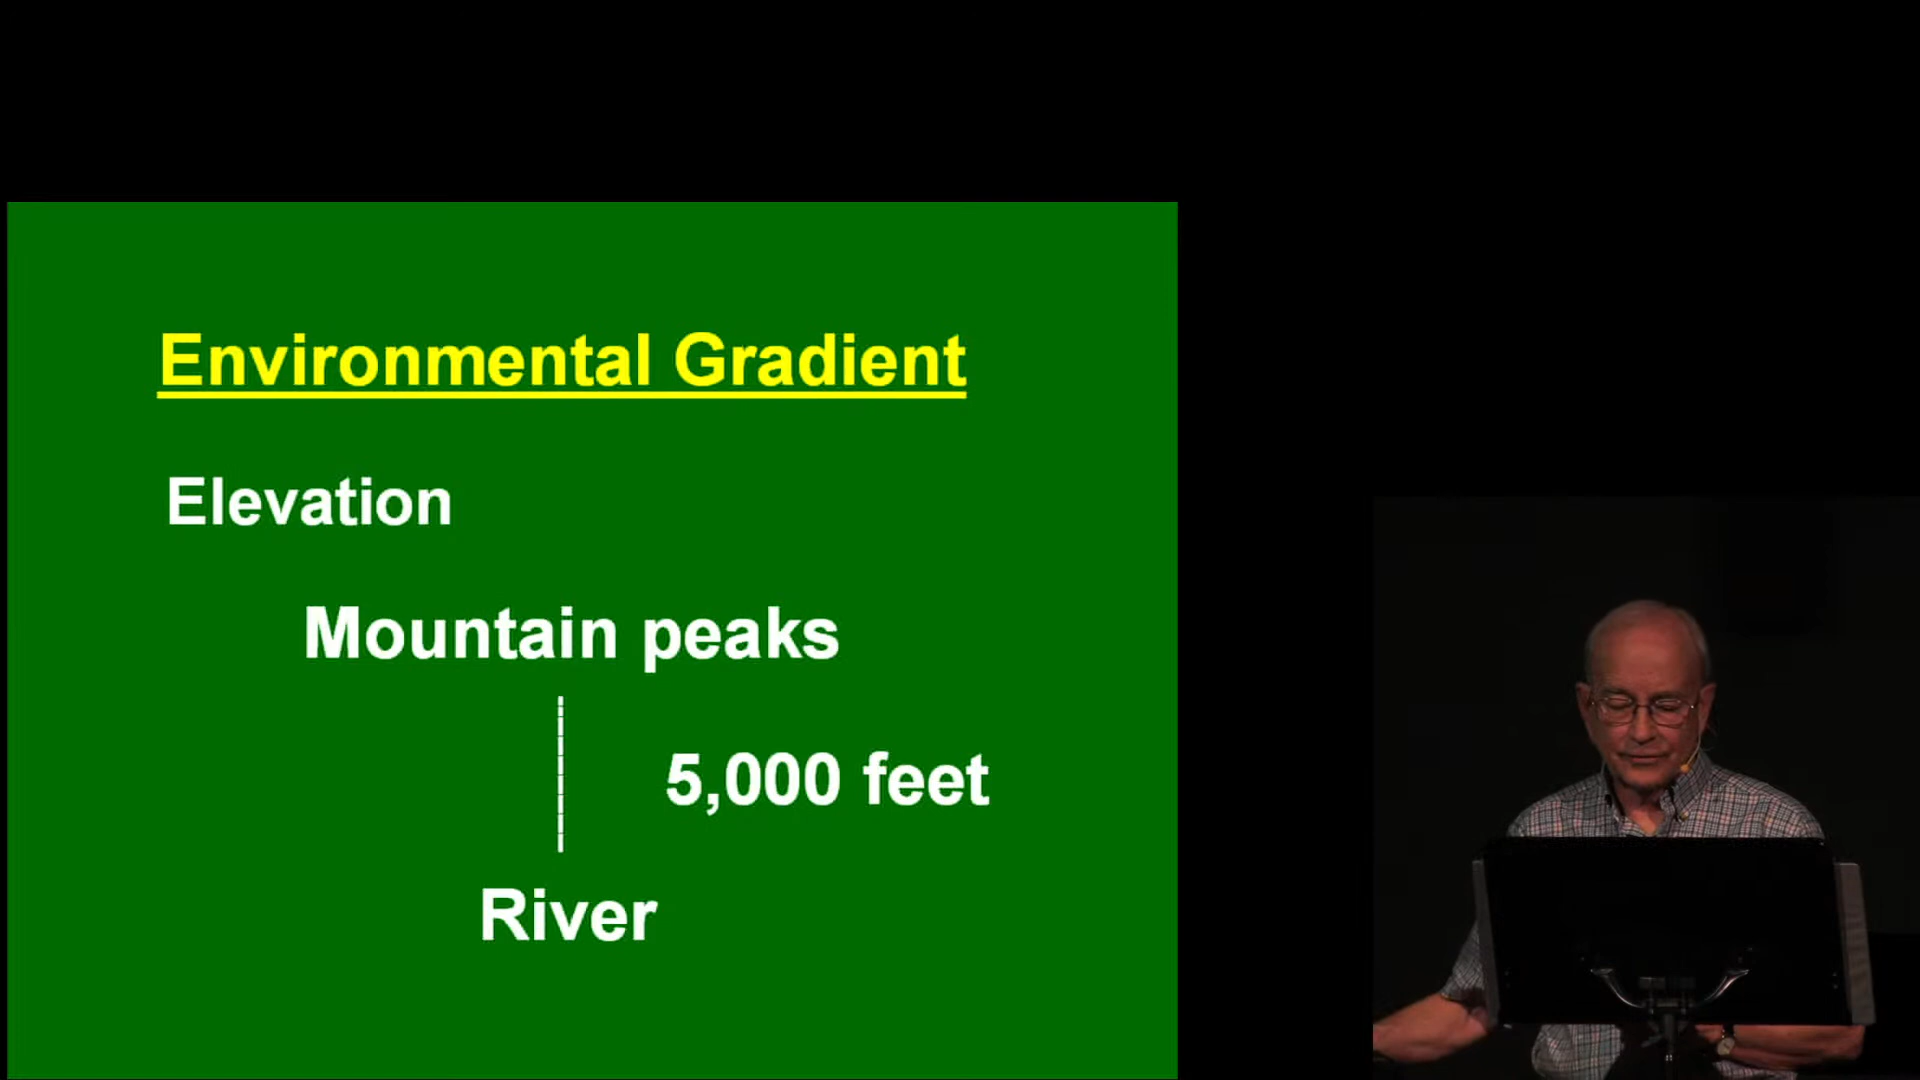 Environmental Gradient
Elevation
Mountain peaks
5,000 feet
River